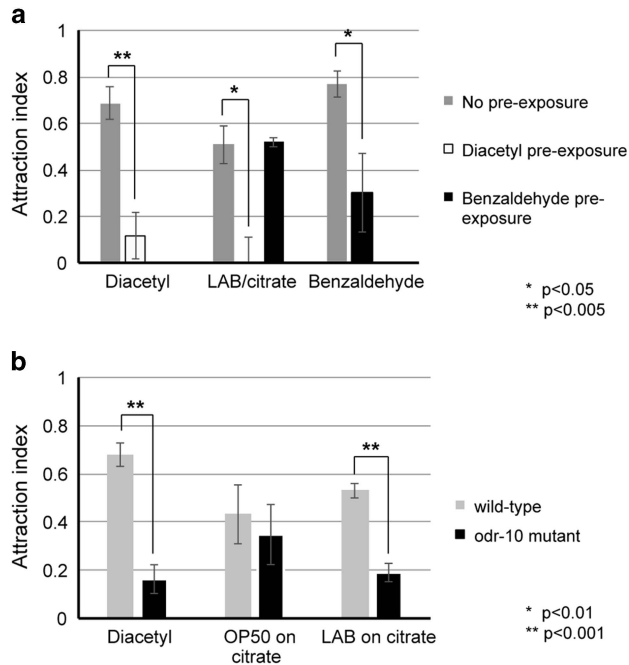 a
Attraction index
1
0.8
0.6
0.4
0.2
0
**
*
*
Diacetyl
LAB/citrate
Benzaldehyde
No pre-exposure
Diacetyl pre-exposure
Benzaldehyde pre-
exposure
* p<0.05
** p<0.005
b
Attraction index
1
0.8
0.6
0.4
0.2
0
**
**
Diacetyl
OP50 on
citrate
LAB on citrate
wild-type
odr-10 mutant
* p<0.01
** p<0.001